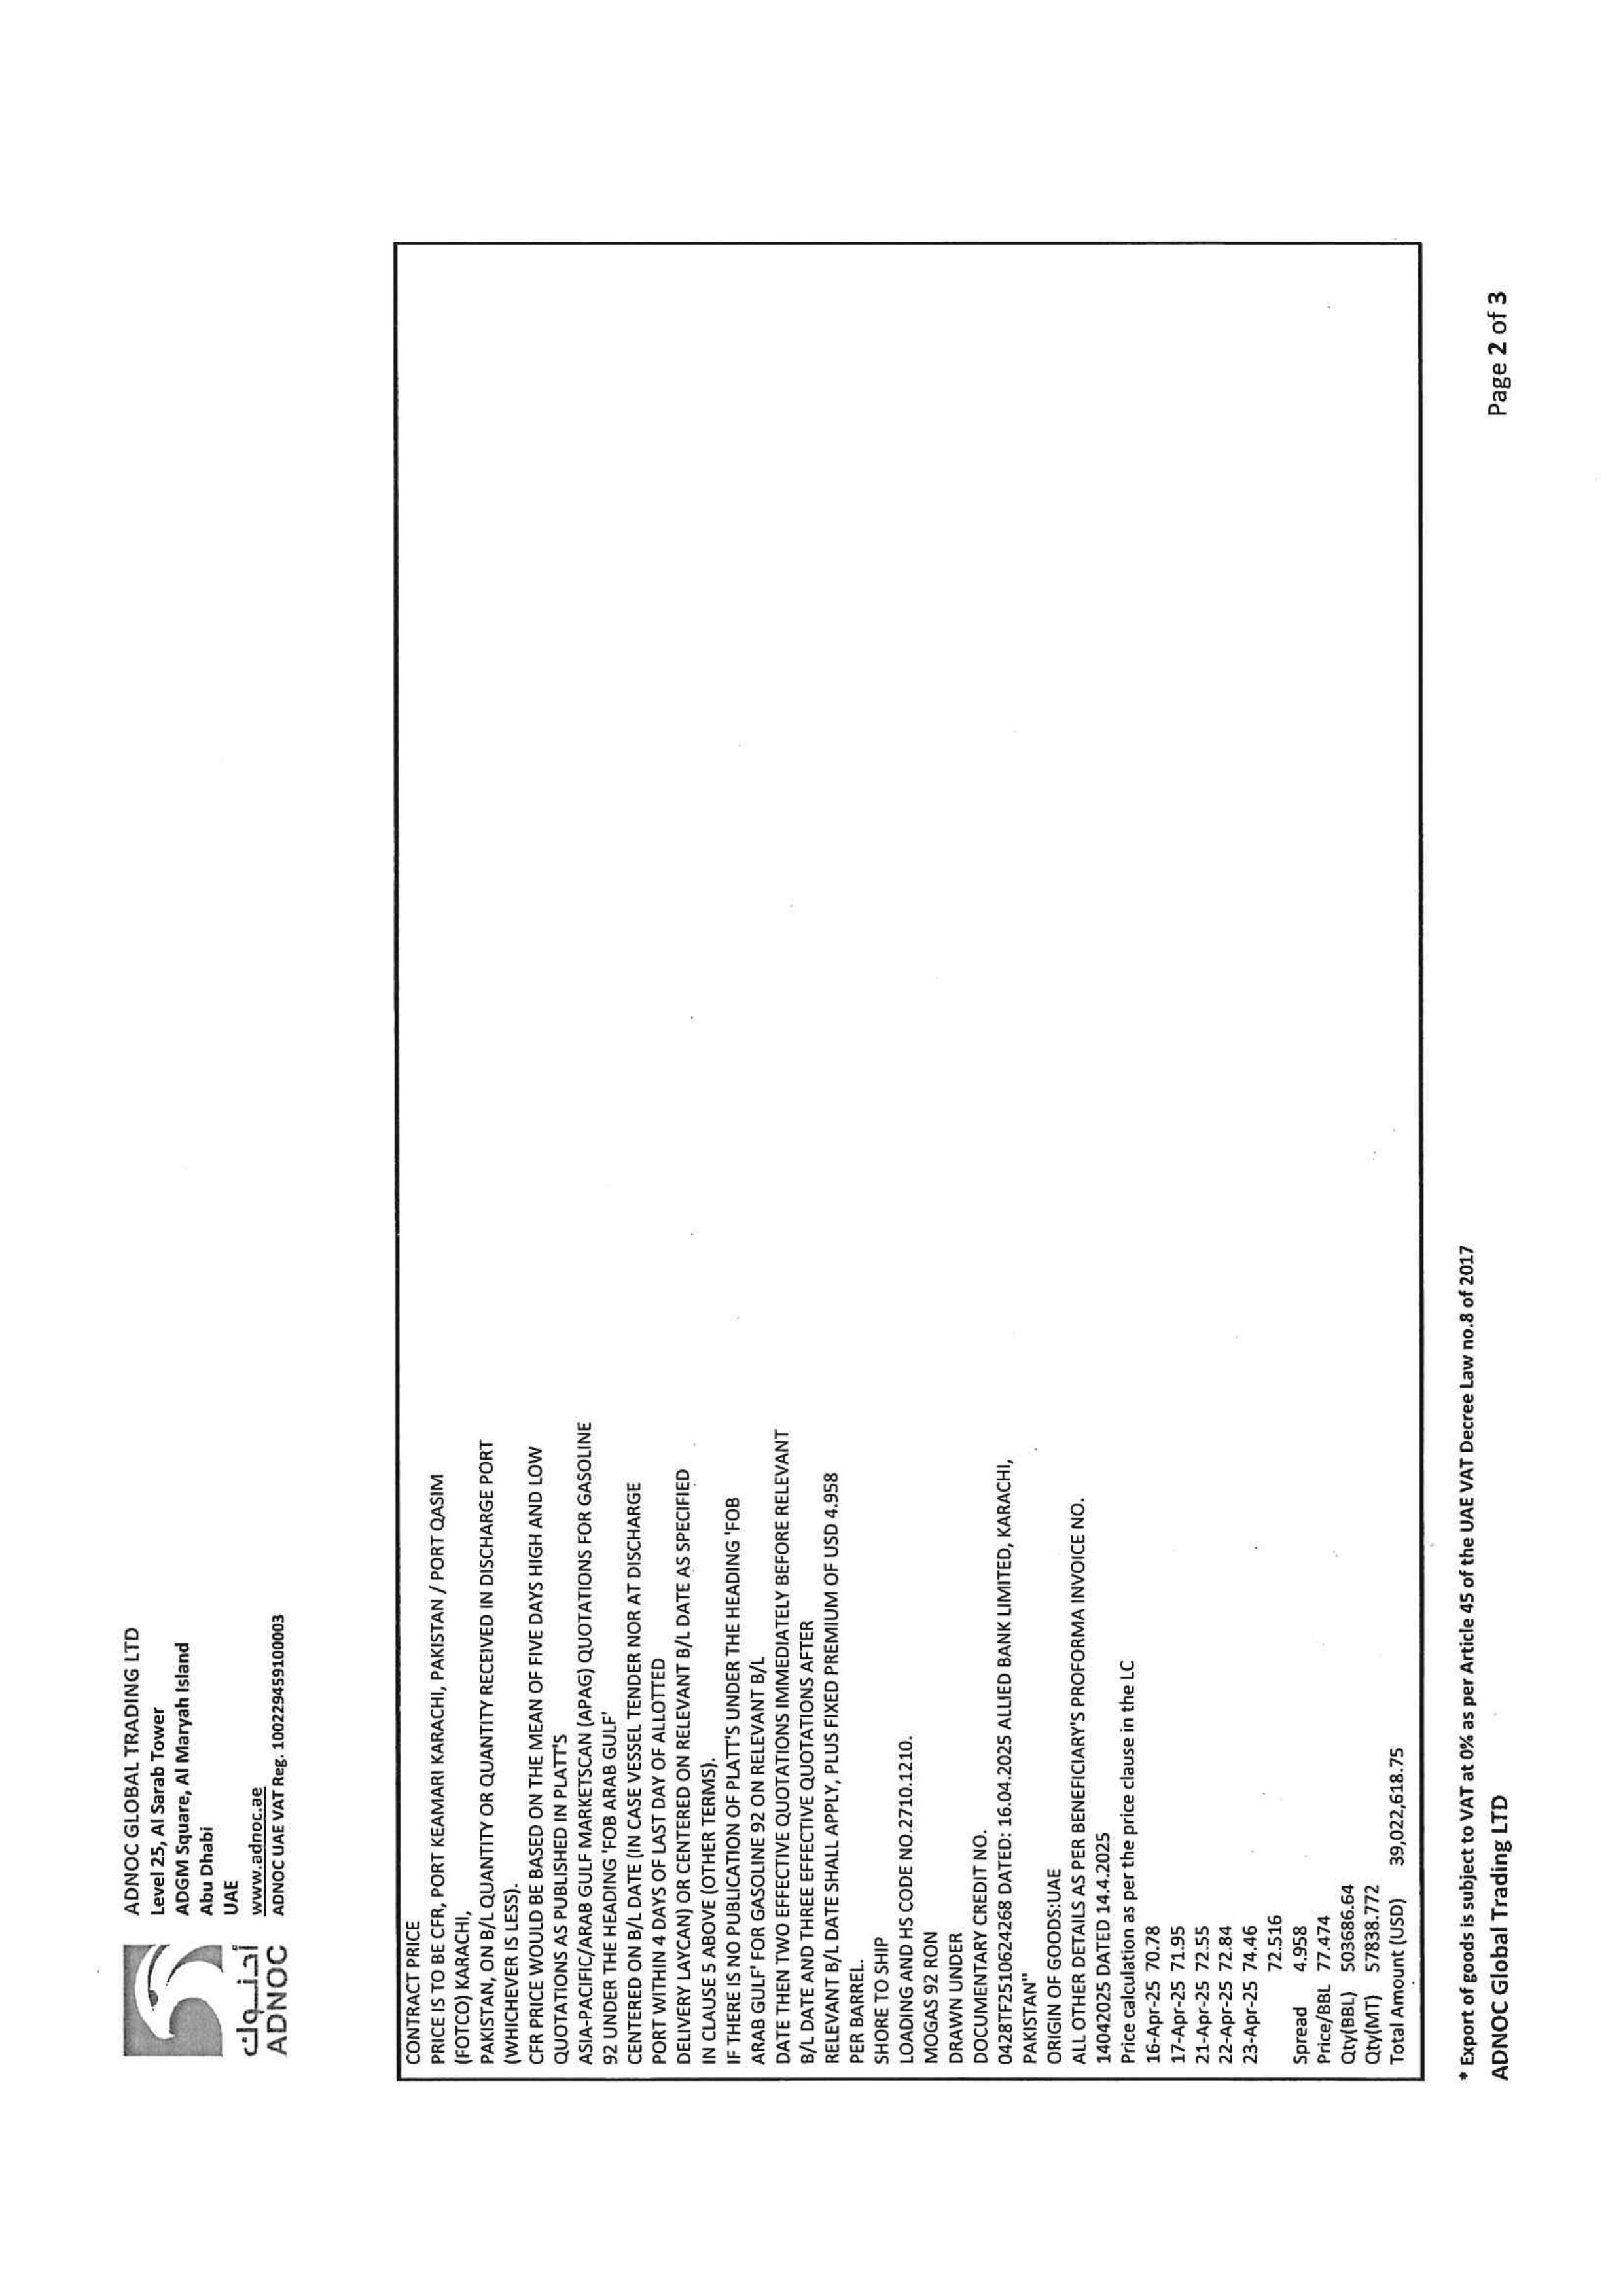 ادنوك
ADNOC
ADNOC GLOBAL TRADING LTD
Level 25, Al Sarab Tower
ADGM Square, Al Maryah Island
Abu Dhabi
UAE
www.adnoc.ae
ADNOC UAE VAT Reg. 100229459100003
CONTRACT PRICE
PRICE IS TO BE CFR, PORT KEAMARI KARACHI, PAKISTAN / PORT QASIM
(FOTCO) KARACHI,
PAKISTAN, ON B/L QUANTITY OR QUANTITY RECEIVED IN DISCHARGE PORT
(WHICHEVER IS LESS).
CFR PRICE WOULD BE BASED ON THE MEAN OF FIVE DAYS HIGH AND LOW
QUOTATIONS AS PUBLISHED IN PLATT'S
ASIA-PACIFIC/ARAB GULF MARKETSCAN (APAG) QUOTATIONS FOR GASOLINE
92 UNDER THE HEADING 'FOB ARAB GULF'
CENTERED ON B/L DATE (IN CASE VESSEL TENDER NOR AT DISCHARGE
PORT WITHIN 4 DAYS OF LAST DAY OF ALLOTTED
DELIVERY LAYCAN) OR CENTERED ON RELEVANT B/L DATE AS SPECIFIED
IN CLAUSE 5 ABOVE (OTHER TERMS).
IF THERE IS NO PUBLICATION OF PLATT'S UNDER THE HEADING 'FOB
ARAB GULF' FOR GASOLINE 92 ON RELEVANT B/L
DATE THEN TWO EFFECTIVE QUOTATIONS IMMEDIATELY BEFORE RELEVANT
B/L DATE AND THREE EFFECTIVE QUOTATIONS AFTER
RELEVANT B/L DATE SHALL APPLY, PLUS FIXED PREMIUM OF USD 4.958
PER BARREL.
SHORE TO SHIP
LOADING AND HS CODE NO.2710.1210.
MOGAS 92 RON
DRAWN UNDER
DOCUMENTARY CREDIT NO.
0428TF25106242​68 DATED: 16.04.2025 ALLIED BANK LIMITED, KARACHI,
PAKISTAN"
ORIGIN OF GOODS:UAE
ALL OTHER DETAILS AS PER BENEFICIARY'S PROFORMA INVOICE NO.
14042025 DATED 14.4.2025
Price calculation as per the price clause in the LC
16-Apr-25 70.78
17-Apr-25 71.95
21-Apr-25 72.55
22-Apr-25 72.84
23-Apr-25 74.46
72.516
Spread 4.958
Price/BBL 77.474
Qty(BBL) 503686.64
Qty(MT) 57838.772
Total Amount (USD) 39,022,618.75
* Export of goods is subject to VAT at 0% as per Article 45 of the UAE VAT Decree Law no.8 of 2017
ADNOC Global Trading LTD
Page 2 of 3